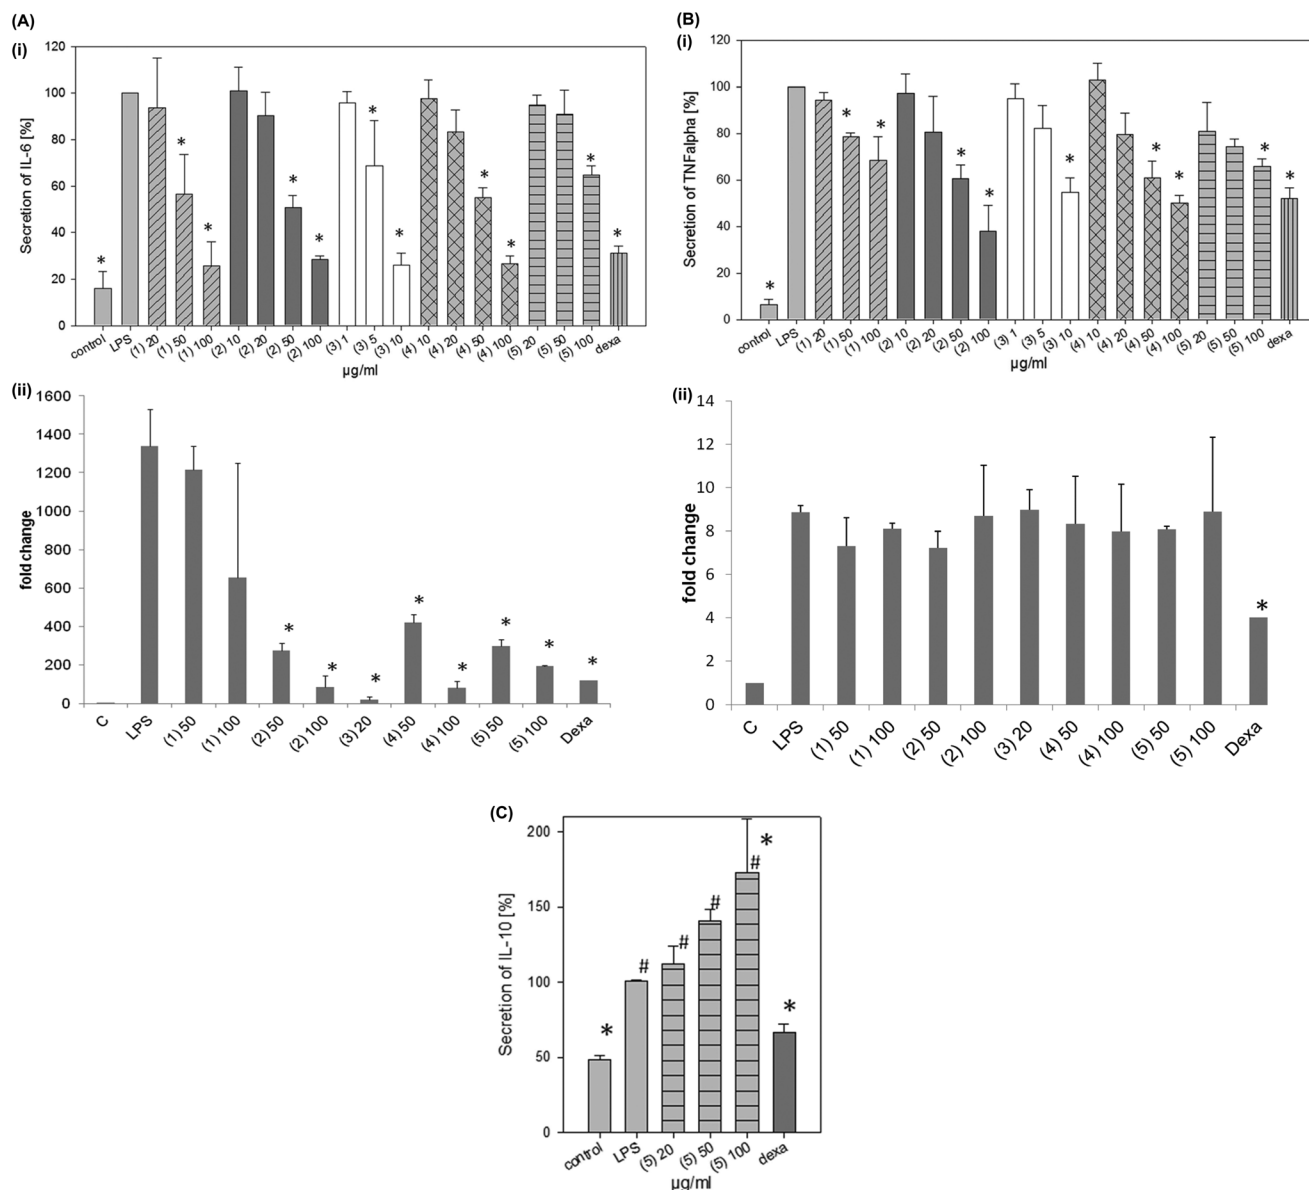 (A)
(i)
120
100
80
60
40
20
0
Secretion of IL-6 [%]
* * * * * * * * * *
control LPS (1) 20 (1) 50 (1) 100 (2) 10 (2) 20 (2) 50 (2) 100 (3) 1 (3) 5 (3) 10 (4) 10 (4) 20 (4) 50 (4) 100 (5) 20 (5) 50 (5) 100 dexa
µg/ml
(B)
(i)
120
100
80
60
40
20
0
Secretion of TNFalpha [%]
* * * * * * * * * *
control LPS (1) 20 (1) 50 (1) 100 (2) 10 (2) 20 (2) 50 (2) 100 (3) 1 (3) 5 (3) 10 (4) 10 (4) 20 (4) 50 (4) 100 (5) 20 (5) 50 (5) 100 dexa
µg/ml
(ii)
1600
1400
1200
1000
800
600
400
200
0
fold change
* * * * * * * *
C LPS (1) 50 (1) 100 (2) 50 (2) 100 (3) 20 (4) 50 (4) 100 (5) 50 (5) 100 Dexa
(ii)
14
12
10
8
6
4
2
0
fold change
*
C LPS (1) 50 (1) 100 (2) 50 (2) 100 (3) 20 (4) 50 (4) 100 (5) 50 (5) 100 Dexa
(C)
200
150
100
50
0
Secretion of IL-10 [%]
* # # # # * *
control LPS (5) 20 (5) 50 (5) 100 dexa
µg/ml